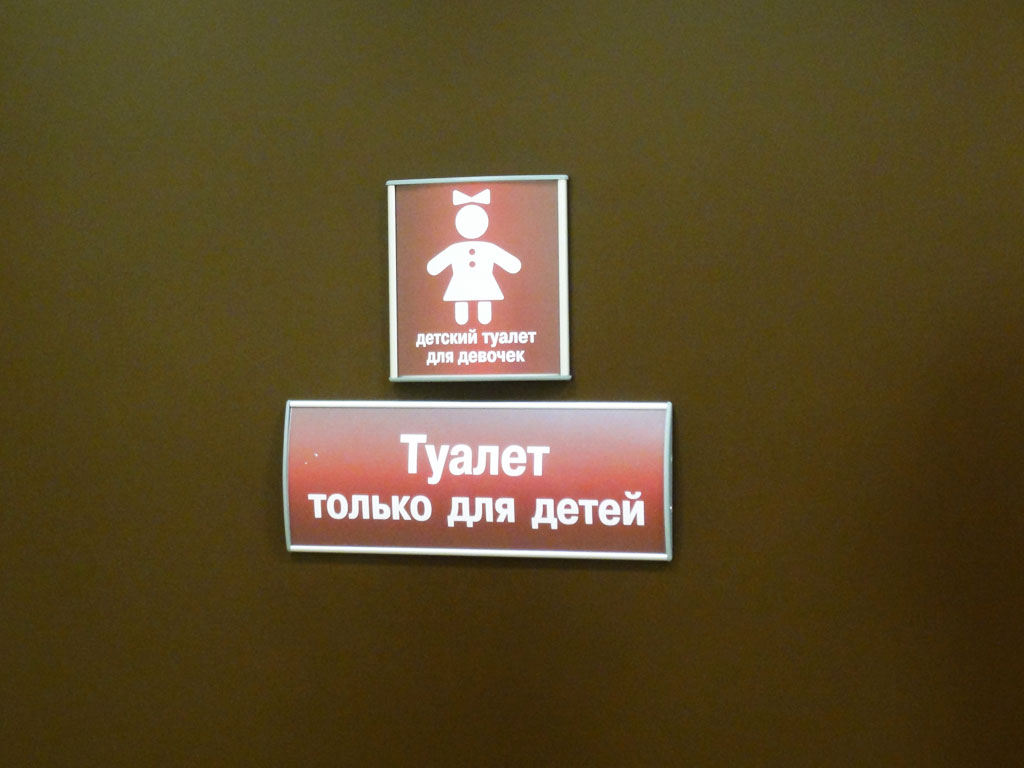 детский туалет
для девочек
Туалет
только для детей